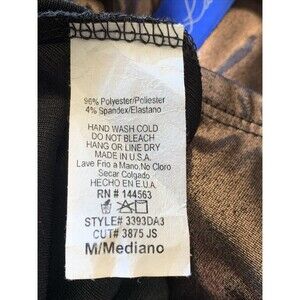 96% Polyester/Poliester
4% Spandex/Elastano
HAND WASH COLD
DO NOT BLEACH
HANG OR LINE DRY
MADE IN U.S.A.
Lave Frio a Mano,No Cloro
Secar Colgado
HECHO EN E.U.A.
RN # 144563
STYLE# 3393DA3
CUT# 3875 JS
M/Mediano